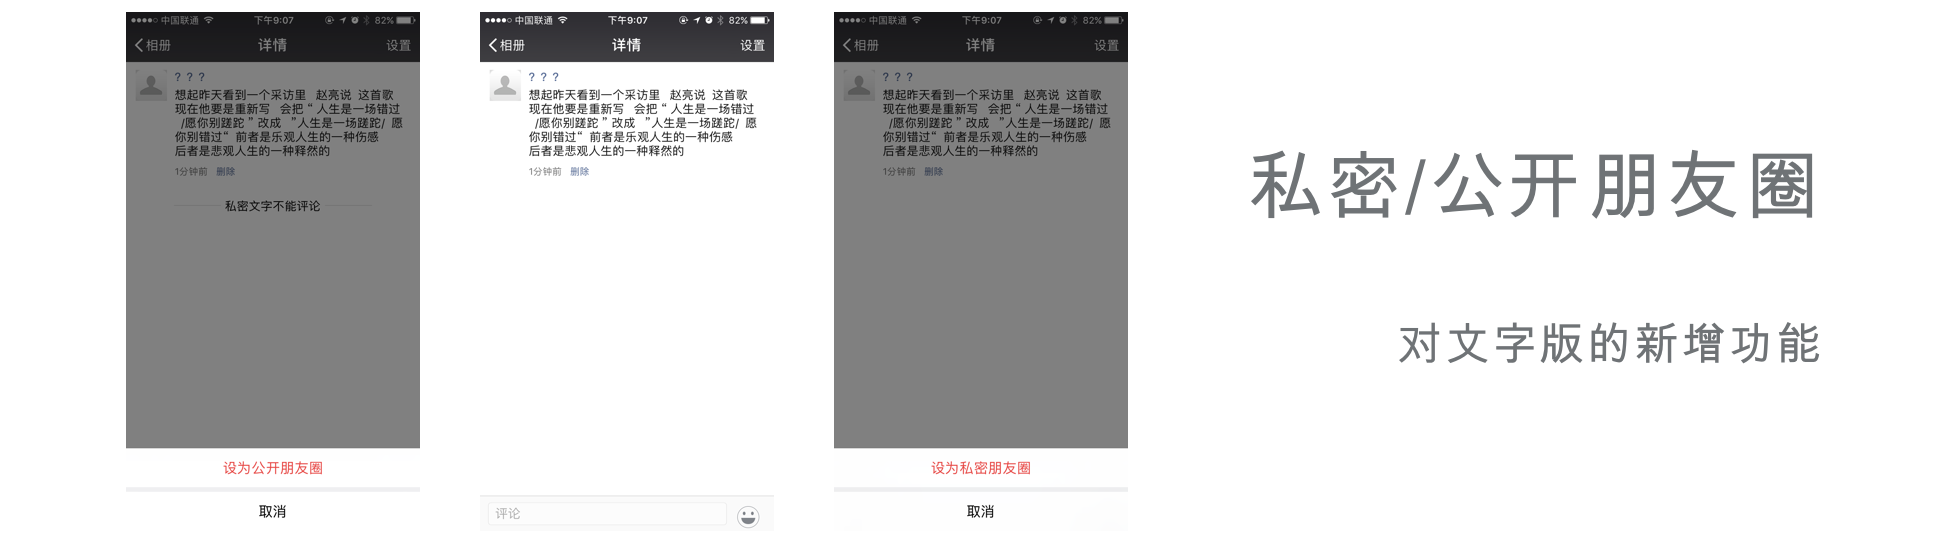 中国联通 下午9:07 82%
相册 详情 设置
? ? ?
想起昨天看到一个采访里 赵亮说 这首歌
现在他要是重新写 会把“ 人生是一场错过
/愿你别蹉跎 ”改成 ”人生是一场蹉跎/ 愿
你别错过“ 前者是乐观人生的一种伤感
后者是悲观人生的一种释然的
1分钟前 删除
私密文字不能评论
设为公开朋友圈
取消
中国联通 下午9:07 82%
相册 详情 设置
? ? ?
想起昨天看到一个采访里 赵亮说 这首歌
现在他要是重新写 会把“ 人生是一场错过
/愿你别蹉跎 ”改成 ”人生是一场蹉跎/ 愿
你别错过“ 前者是乐观人生的一种伤感
后者是悲观人生的一种释然的
1分钟前 删除
评论
中国联通 下午9:07 82%
相册 详情 设置
? ? ?
想起昨天看到一个采访里 赵亮说 这首歌
现在他要是重新写 会把“ 人生是一场错过
/愿你别蹉跎 ”改成 ”人生是一场蹉跎/ 愿
你别错过“ 前者是乐观人生的一种伤感
后者是悲观人生的一种释然的
1分钟前 删除
设为私密朋友圈
取消
私密/公开朋友圈
对文字版的新增功能